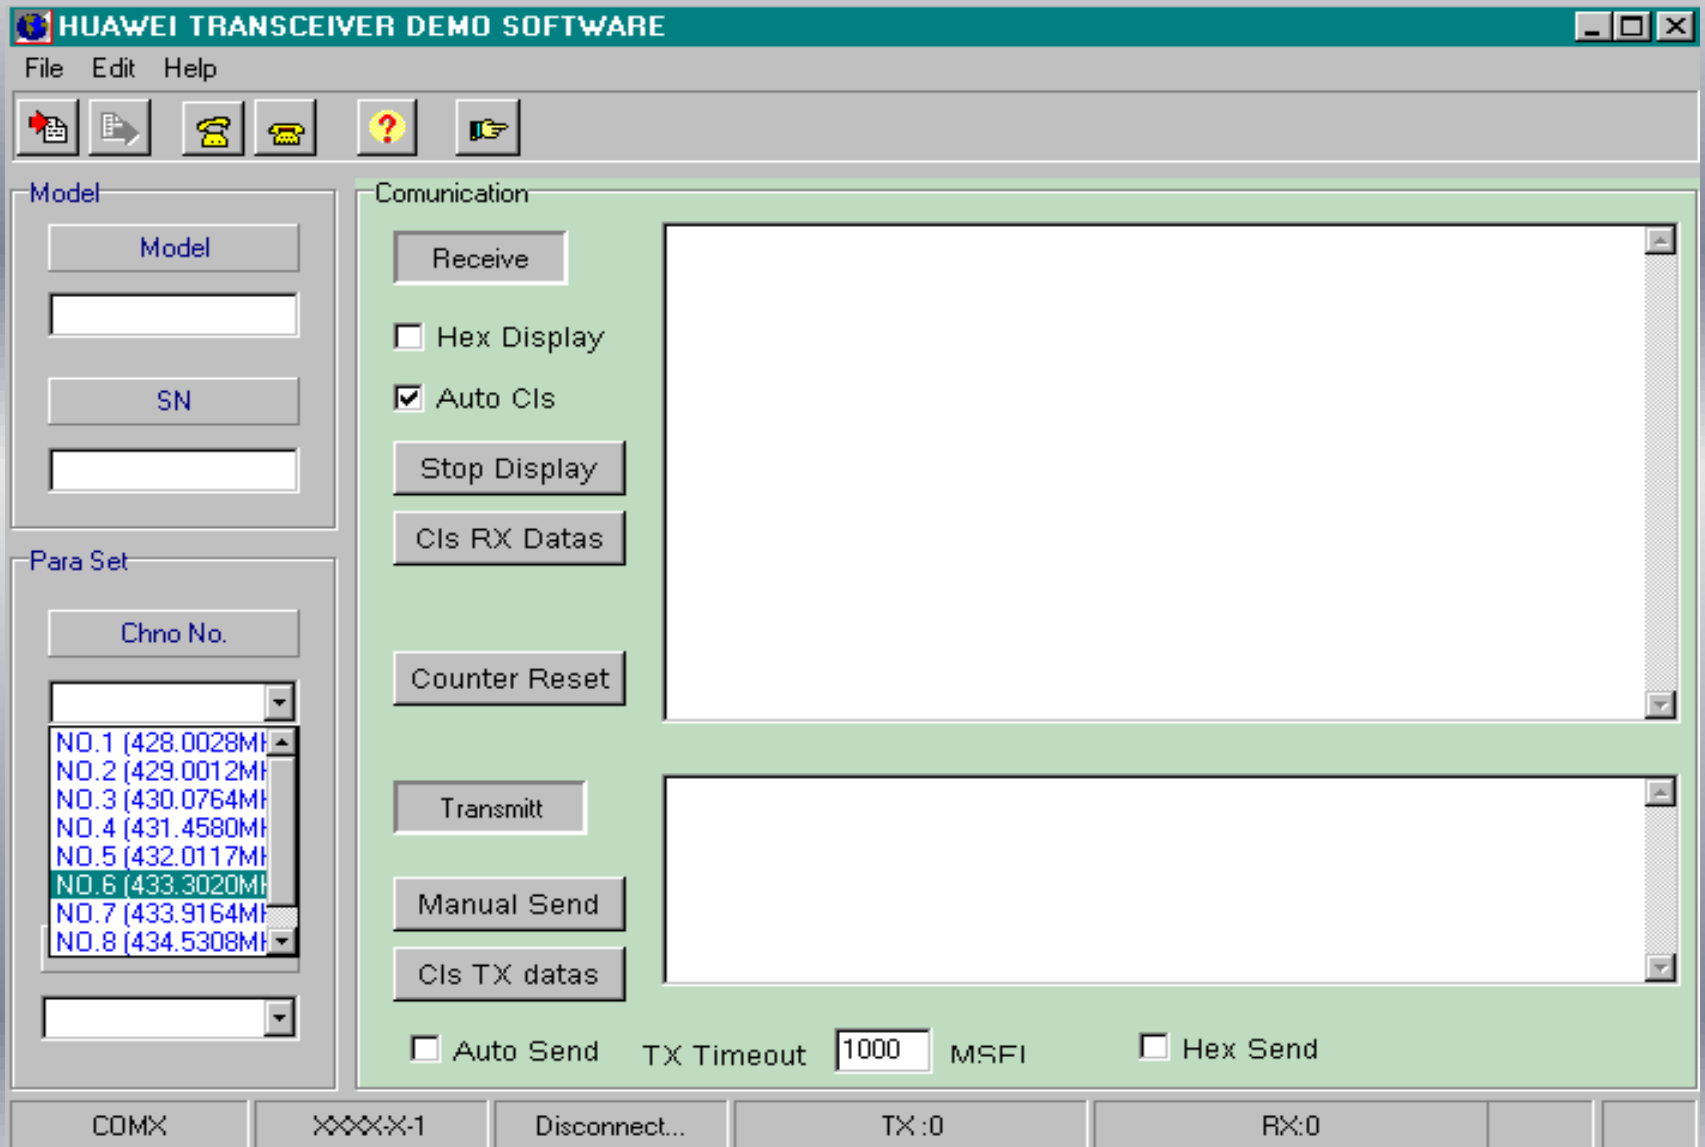 HUAWEI TRANSCEIVER DEMO SOFTWARE
File Edit Help
Model
Model
SN
Para Set
Chno No.
NO.1 (428.0028MH
NO.2 (429.0012MH
NO.3 (430.0764MH
NO.4 (431.4580MH
NO.5 (432.0117MH
NO.6 (433.3020MH
NO.7 (433.9164MH
NO.8 (434.5308MH
Comunication
Receive
Hex Display
Auto Cls
Stop Display
Cls RX Datas
Counter Reset
Transmitt
Manual Send
Cls TX datas
Auto Send TX Timeout 1000 Hex Send
COMX XXXX-X-1 Disconnect... TX :0 RX:0